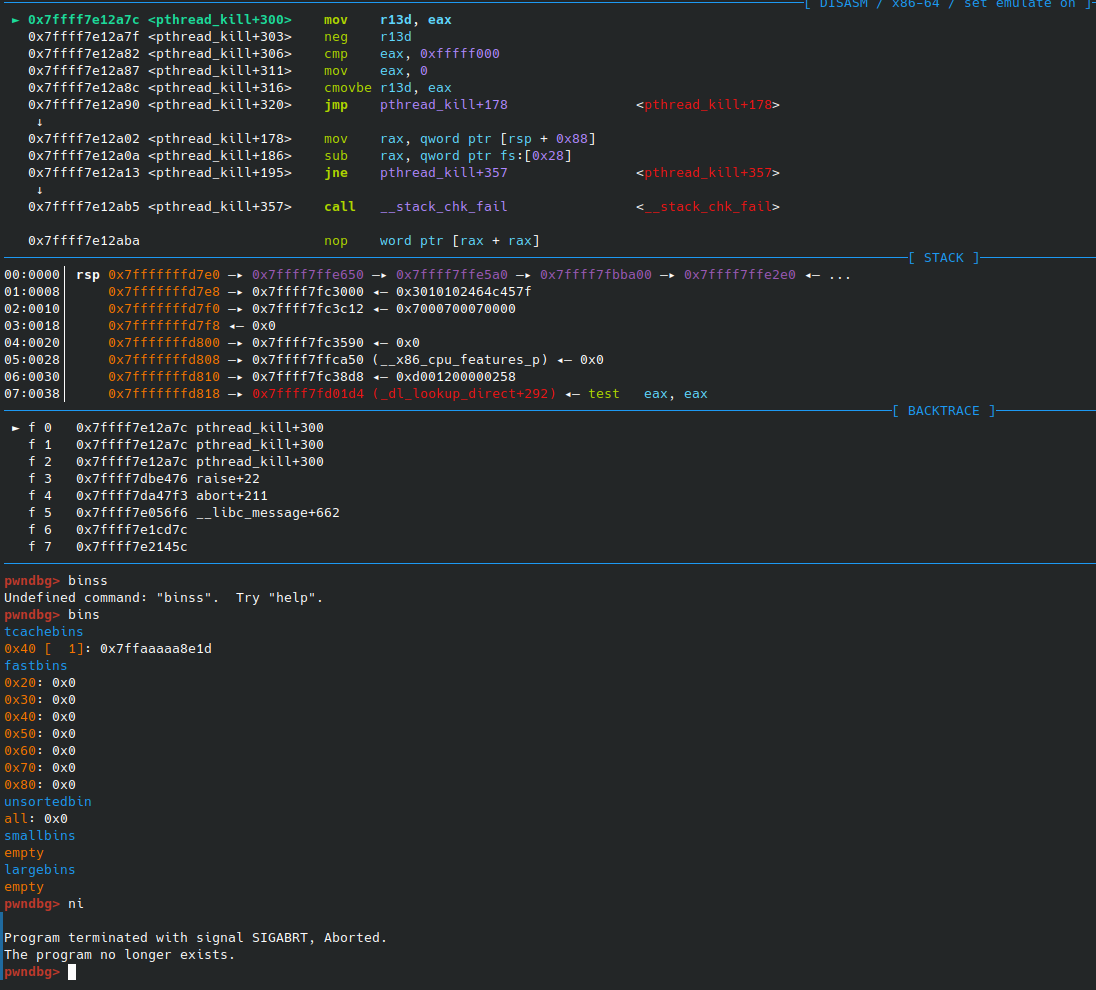 [ DISASM / x86-64 / set emulate on ]
► 0x7ffff7e12a7c <pthread_kill+300>    mov    r13d, eax
0x7ffff7e12a7f <pthread_kill+303>    neg    r13d
0x7ffff7e12a82 <pthread_kill+306>    cmp    eax, 0xfffff000
0x7ffff7e12a87 <pthread_kill+311>    mov    eax, 0
0x7ffff7e12a8c <pthread_kill+316>    cmovbe r13d, eax
0x7ffff7e12a90 <pthread_kill+320>    jmp    pthread_kill+178                <pthread_kill+178>
↓
0x7ffff7e12a02 <pthread_kill+178>    mov    rax, qword ptr [rsp + 0x88]
0x7ffff7e12a0a <pthread_kill+186>    sub    rax, qword ptr fs:[0x28]
0x7ffff7e12a13 <pthread_kill+195>    jne    pthread_kill+357                <pthread_kill+357>
↓
0x7ffff7e12ab5 <pthread_kill+357>    call   __stack_chk_fail                <__stack_chk_fail>
0x7ffff7e12aba                       nop    word ptr [rax + rax]
[ STACK ]
00:0000│ rsp 0x7fffffffd7e0 —▸ 0x7ffff7ffe650 —▸ 0x7ffff7ffe5a0 —▸ 0x7ffff7fbba00 —▸ 0x7ffff7ffe2e0 ◂— ...
01:0008│     0x7fffffffd7e8 —▸ 0x7ffff7fc3000 ◂— 0x3010102464c457f
02:0010│     0x7fffffffd7f0 —▸ 0x7ffff7fc3c12 ◂— 0x7000700070000
03:0018│     0x7fffffffd7f8 ◂— 0x0
04:0020│     0x7fffffffd800 —▸ 0x7ffff7fc3590 ◂— 0x0
05:0028│     0x7fffffffd808 —▸ 0x7ffff7ffca50 (__x86_cpu_features_p) ◂— 0x0
06:0030│     0x7fffffffd810 —▸ 0x7ffff7fc38d8 ◂— 0xd001200000258
07:0038│     0x7fffffffd818 —▸ 0x7ffff7fd01d4 (_dl_lookup_direct+292) ◂— test   eax, eax
[ BACKTRACE ]
► f 0   0x7ffff7e12a7c pthread_kill+300
f 1   0x7ffff7e12a7c pthread_kill+300
f 2   0x7ffff7e12a7c pthread_kill+300
f 3   0x7ffff7dbe476 raise+22
f 4   0x7ffff7da47f3 abort+211
f 5   0x7ffff7e056f6 __libc_message+662
f 6   0x7ffff7e1cd7c
f 7   0x7ffff7e2145c
pwndbg> binss
Undefined command: "binss".  Try "help".
pwndbg> bins
tcachebins
0x40 [  1]: 0x7ffaaaaa8e1d
fastbins
0x20: 0x0
0x30: 0x0
0x40: 0x0
0x50: 0x0
0x60: 0x0
0x70: 0x0
0x80: 0x0
unsortedbin
all: 0x0
smallbins
empty
largebins
empty
pwndbg> ni
Program terminated with signal SIGABRT, Aborted.
The program no longer exists.
pwndbg>